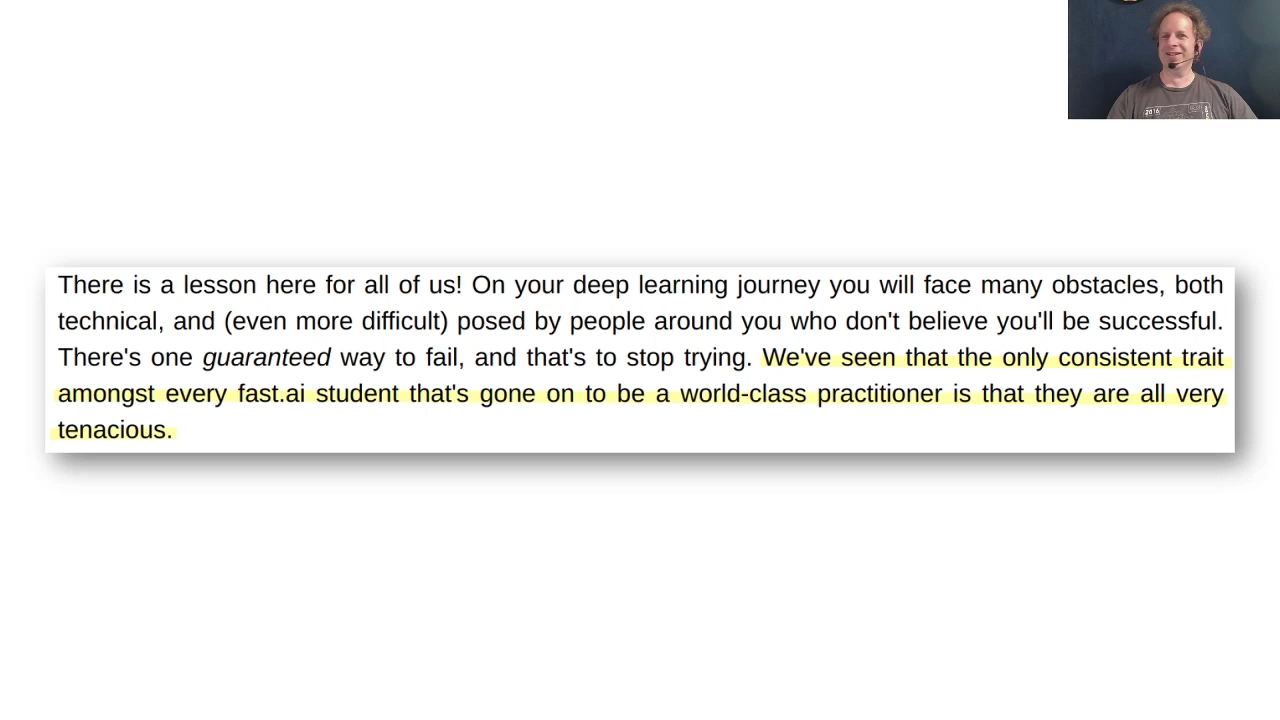 2016
There is a lesson here for all of us! On your deep learning journey you will face many obstacles, both
technical, and (even more difficult) posed by people around you who don't believe you'll be successful.
There's one guaranteed way to fail, and that's to stop trying. We've seen that the only consistent trait
amongst every fast.ai student that's gone on to be a world-class practitioner is that they are all very
tenacious.